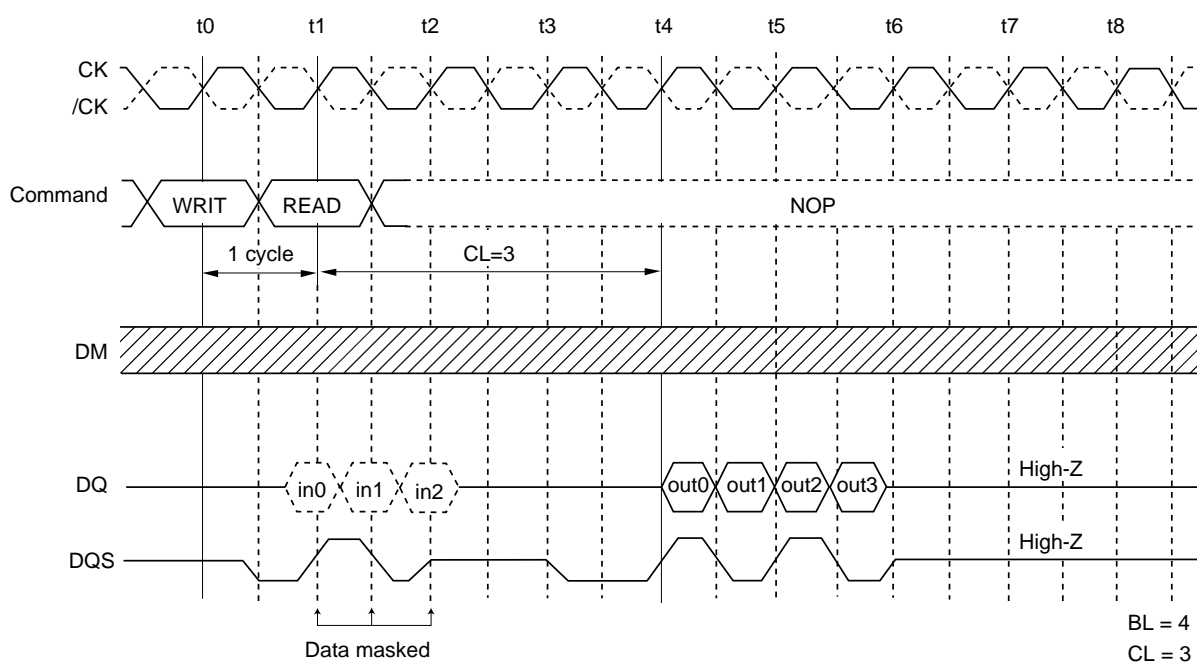 t0 t1 t2 t3 t4 t5 t6 t7 t8
CK
/CK
Command WRIT READ NOP
1 cycle CL=3
DM
DQ in0 in1 in2 out0 out1 out2 out3 High-Z
DQS High-Z
Data masked
BL = 4
CL = 3